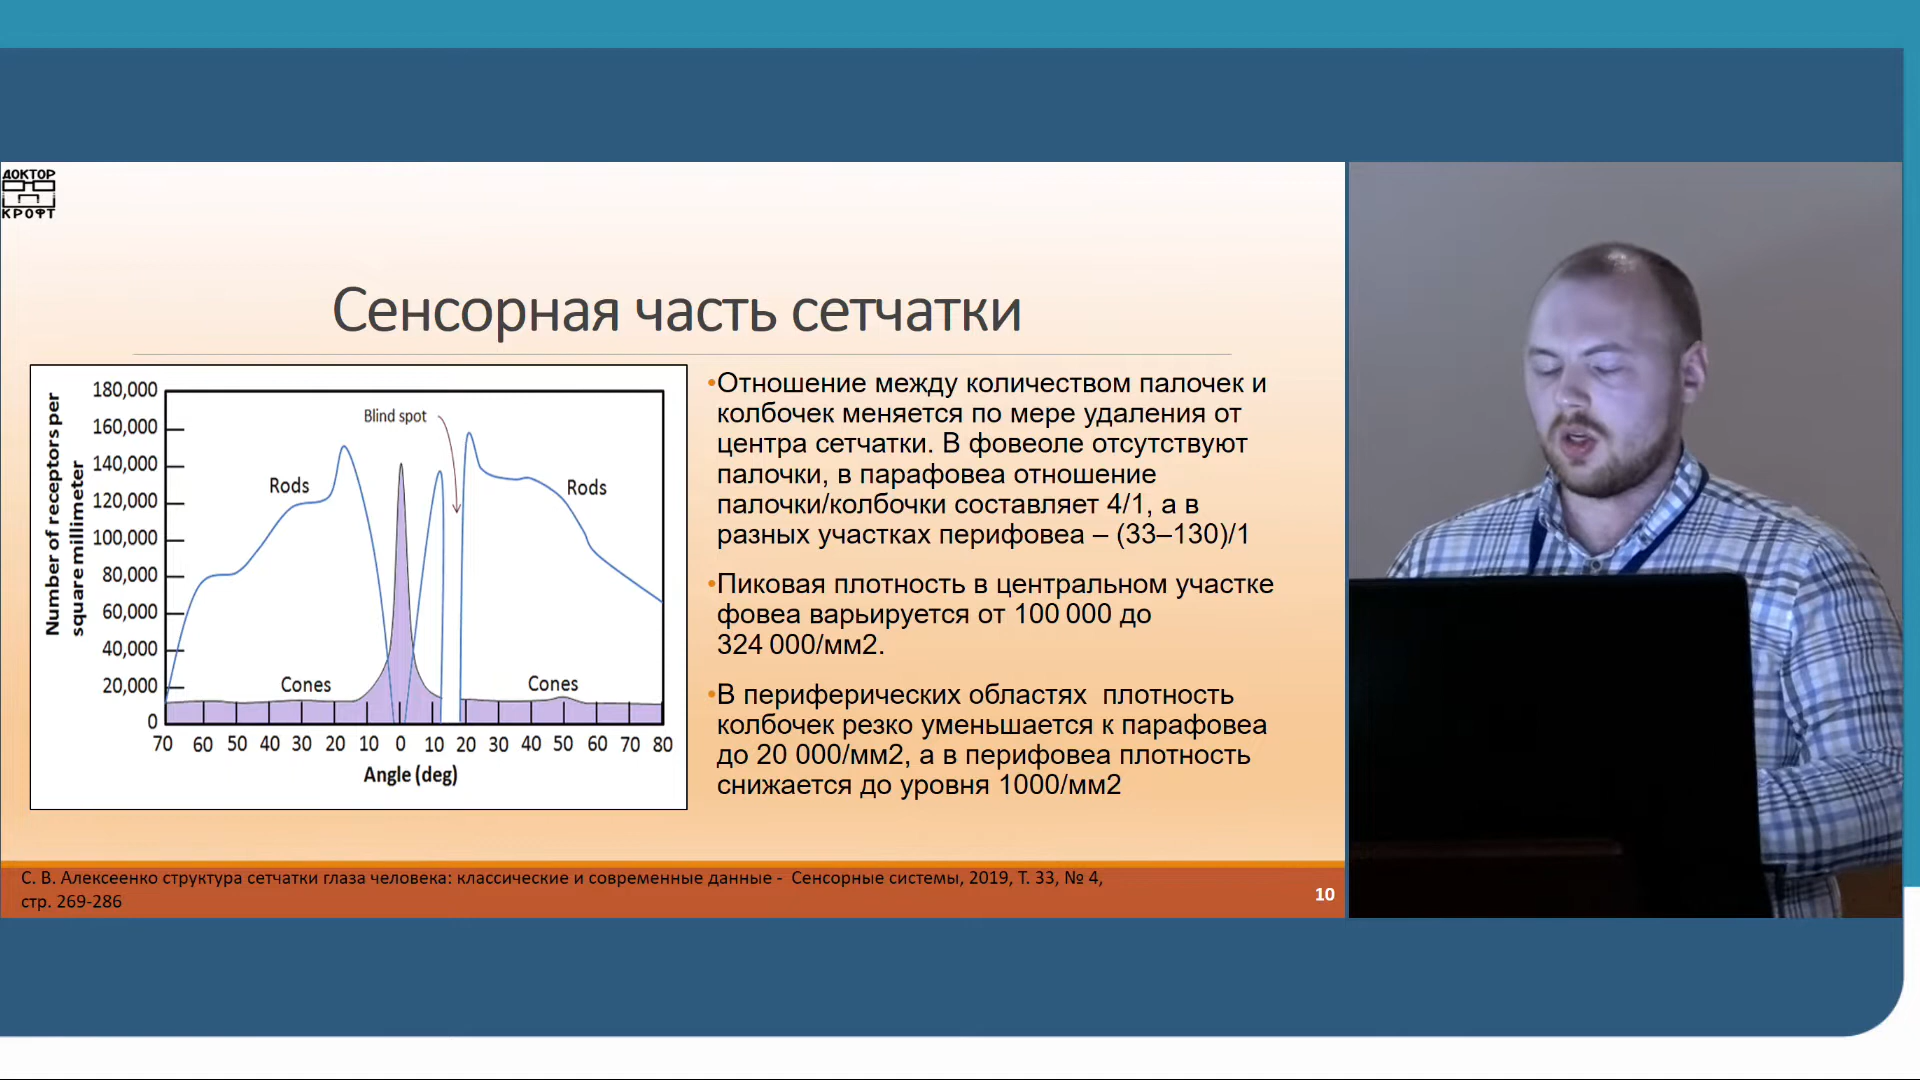 ДОКТОР
КРОФТ
Сенсорная часть сетчатки
Number of receptors per
square millimeter
180,000
160,000
140,000
120,000
100,000
80,000
60,000
40,000
20,000
0
Blind spot
Rods
Rods
Cones
Cones
70 60 50 40 30 20 10 0 10 20 30 40 50 60 70 80
Angle (deg)
•Отношение между количеством палочек и
колбочек меняется по мере удаления от
центра сетчатки. В фовеоле отсутствуют
палочки, в парафовеа отношение
палочки/колбочки составляет 4/1, а в
разных участках перифовеа – (33–130)/1
•Пиковая плотность в центральном участке
фовеа варьируется от 100 000 до
324 000/мм2.
•В периферических областях плотность
колбочек резко уменьшается к парафовеа
до 20 000/мм2, а в перифовеа плотность
снижается до уровня 1000/мм2
С. В. Алексеенко структура сетчатки глаза человека: классические и современные данные - Сенсорные системы, 2019, Т. 33, № 4,
стр. 269-286
10